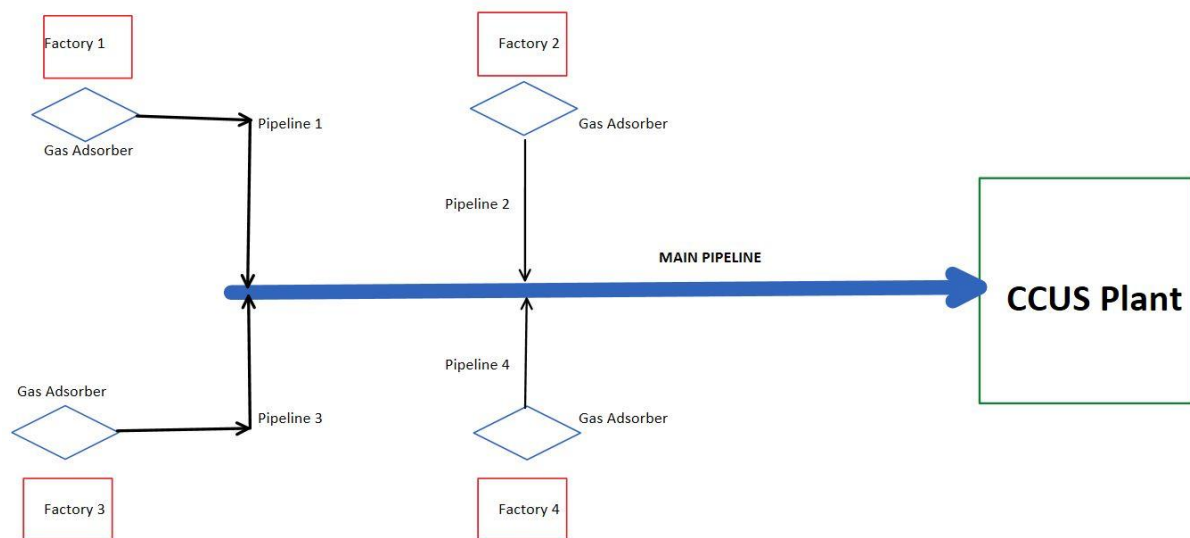 Factory 1
Factory 2
Pipeline 1
Gas Adsorber
Gas Adsorber
Pipeline 2
MAIN PIPELINE
CCUS Plant
Pipeline 4
Gas Adsorber
Pipeline 3
Gas Adsorber
Factory 3
Factory 4